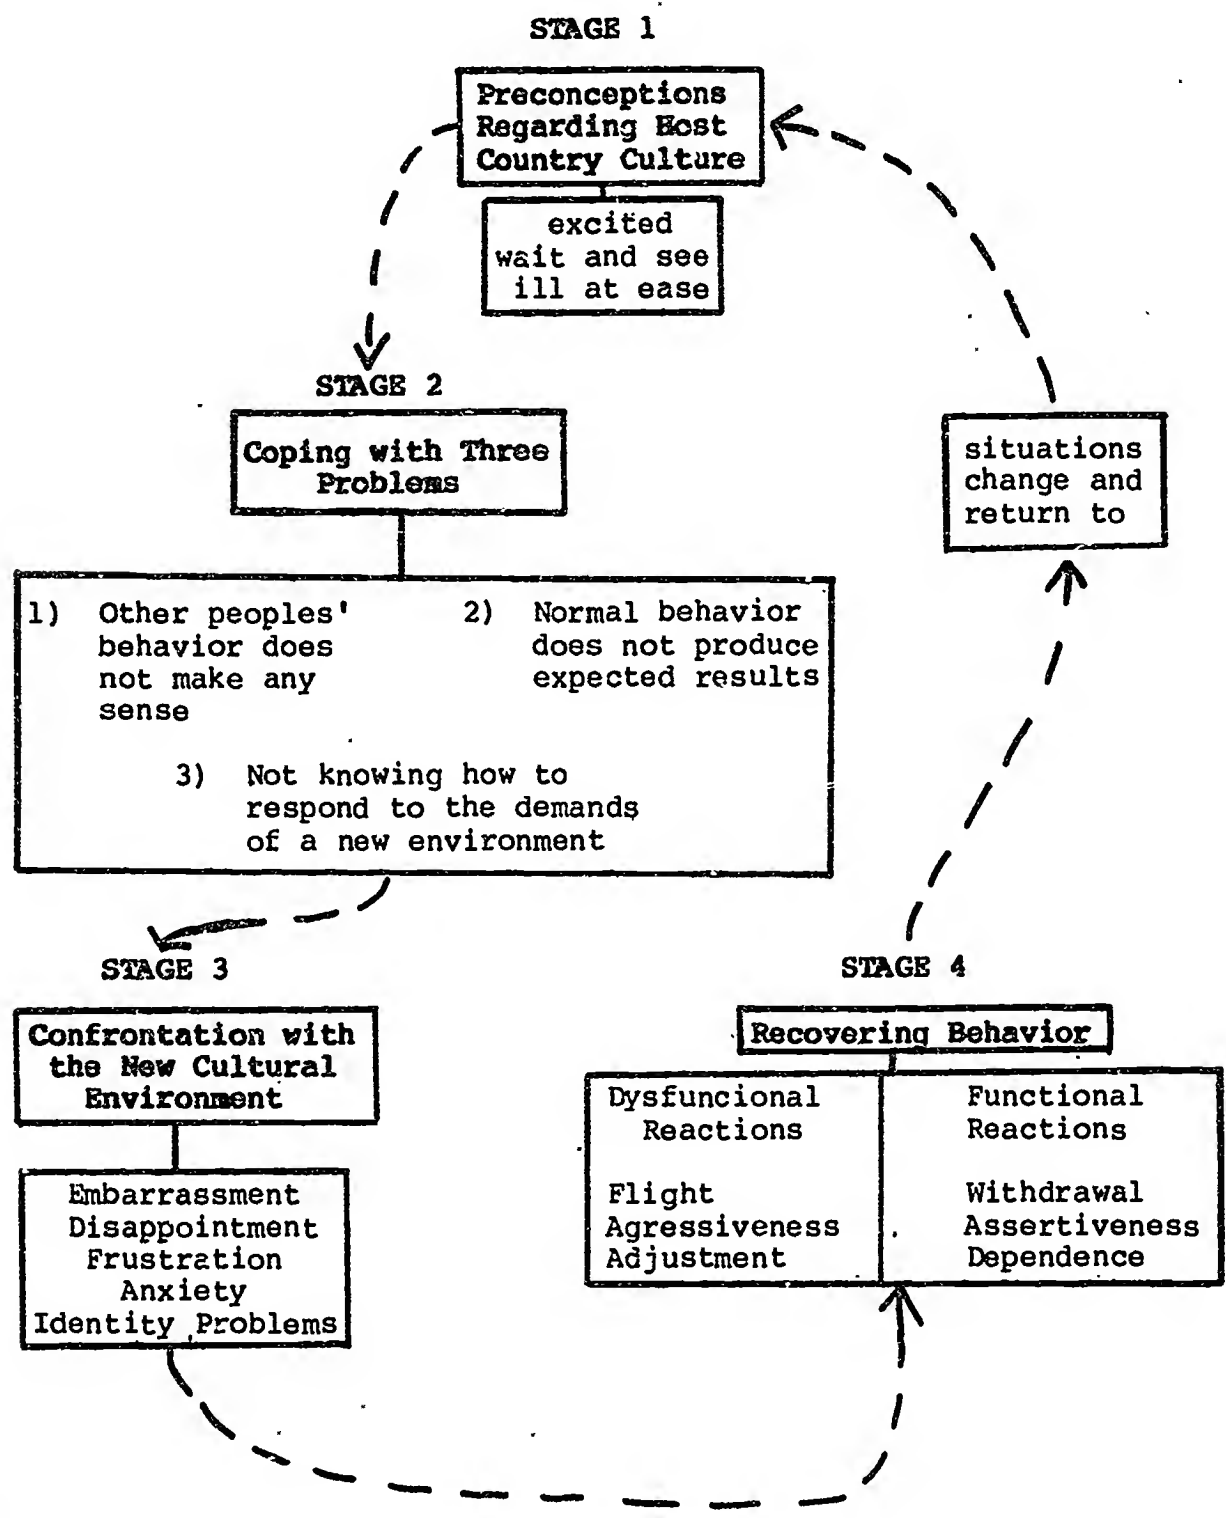 STAGE 1
Preconceptions
Regarding Host
Country Culture
excited
wait and see
ill at ease
STAGE 2
Coping with Three
Problems
1) Other peoples'
behavior does
not make any
sense
2) Normal behavior
does not produce
expected results
3) Not knowing how to
respond to the demands
of a new environment
STAGE 3
Confrontation with
the New Cultural
Environment
Embarrassment
Disappointment
Frustration
Anxiety
Identity Problems
STAGE 4
Recovering Behavior
Dysfuncional
Reactions
Flight
Agressiveness
Adjustment
Functional
Reactions
Withdrawal
Assertiveness
Dependence
situations
change and
return to